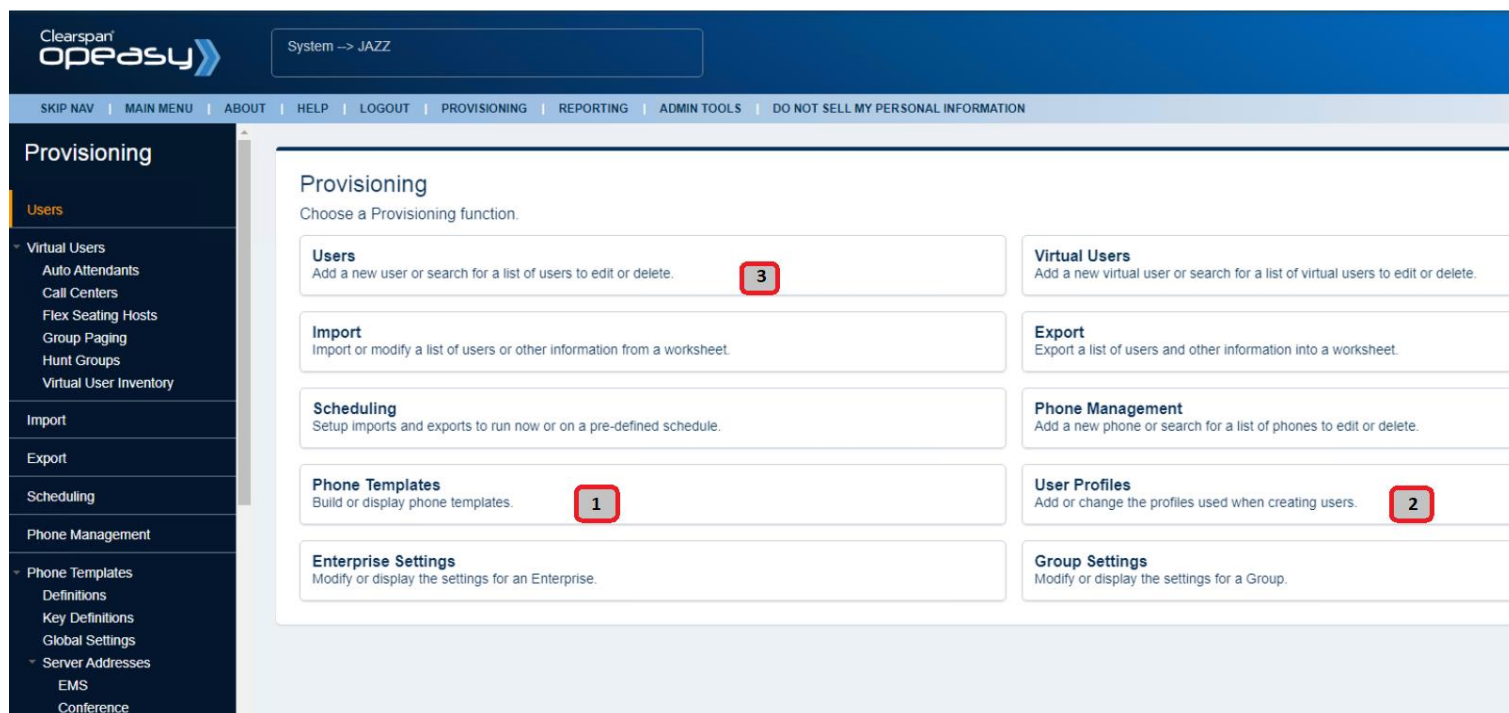 Clearspan
opeasy
System --> JAZZ
SKIP NAV | MAIN MENU | ABOUT | HELP | LOGOUT | PROVISIONING | REPORTING | ADMIN TOOLS | DO NOT SELL MY PERSONAL INFORMATION
Provisioning
Users
Virtual Users
Auto Attendants
Call Centers
Flex Seating Hosts
Group Paging
Hunt Groups
Virtual User Inventory
Import
Export
Scheduling
Phone Management
Phone Templates
Definitions
Key Definitions
Global Settings
Server Addresses
EMS
Conference
Provisioning
Choose a Provisioning function.
Users
Add a new user or search for a list of users to edit or delete.
3
Virtual Users
Add a new virtual user or search for a list of virtual users to edit or delete.
Import
Import or modify a list of users or other information from a worksheet.
Export
Export a list of users and other information into a worksheet.
Scheduling
Setup imports and exports to run now or on a pre-defined schedule.
Phone Management
Add a new phone or search for a list of phones to edit or delete.
Phone Templates
Build or display phone templates.
1
User Profiles
Add or change the profiles used when creating users.
2
Enterprise Settings
Modify or display the settings for an Enterprise.
Group Settings
Modify or display the settings for a Group.